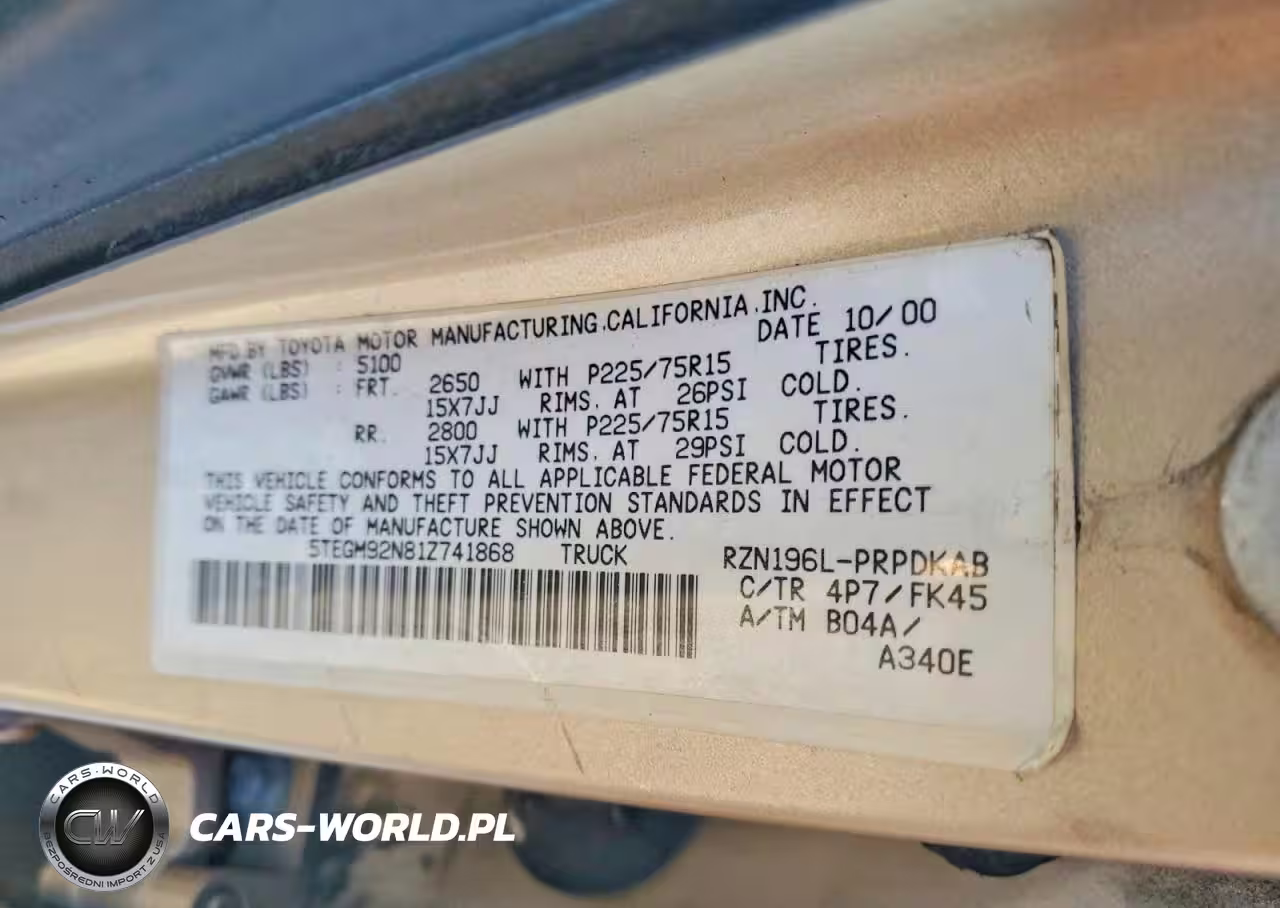 MFD BY TOYOTA MOTOR MANUFACTURING.CALIFORNIA.INC.
DATE 10/00
GVWR (LBS) : 5100
GAWR (LBS) : FRT. 2650 WITH P225/75R15 TIRES.
15X7JJ RIMS. AT 26PSI COLD.
RR. 2800 WITH P225/75R15 TIRES.
15X7JJ RIMS. AT 29PSI COLD.
THIS VEHICLE CONFORMS TO ALL APPLICABLE FEDERAL MOTOR
VEHICLE SAFETY AND THEFT PREVENTION STANDARDS IN EFFECT
ON THE DATE OF MANUFACTURE SHOWN ABOVE.
5TEGM92N81Z741868 TRUCK RZN196L-PRPDKAB
C/TR 4P7/FK45
A/TM B04A/
A340E
CARS-WORLD
CW
BEZPOŚREDNI IMPORT Z USA
CARS-WORLD.PL